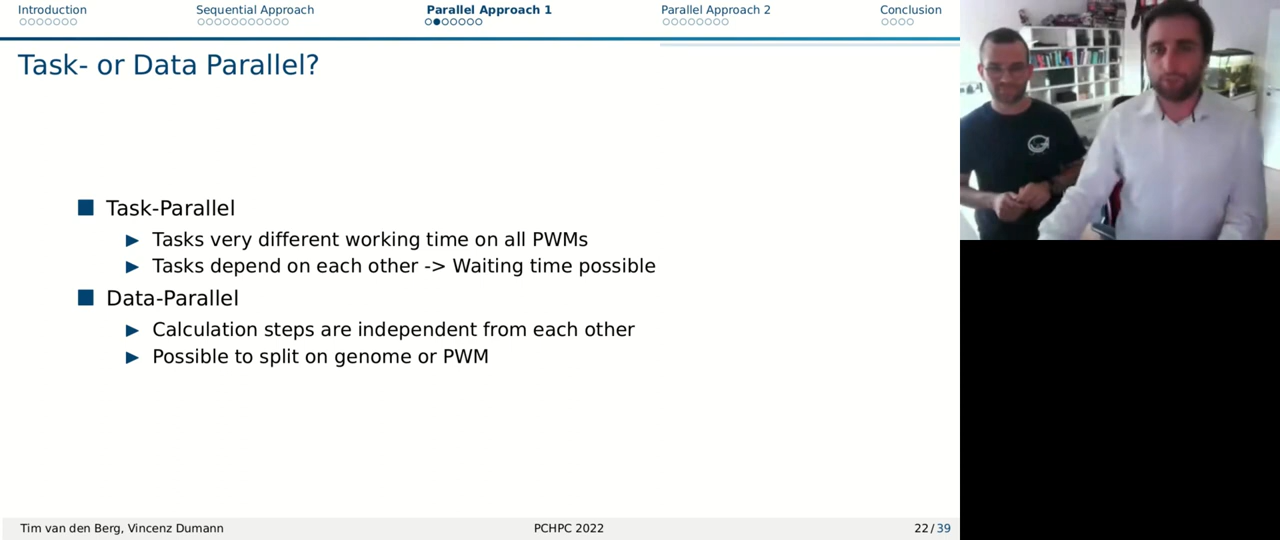 Introduction
Sequential Approach
Parallel Approach 1
Parallel Approach 2
Conclusion
Task- or Data Parallel?
Task-Parallel
Tasks very different working time on all PWMs
Tasks depend on each other -> Waiting time possible
Data-Parallel
Calculation steps are independent from each other
Possible to split on genome or PWM
Tim van den Berg, Vincenz Dumann
PCHPC 2022
22/39